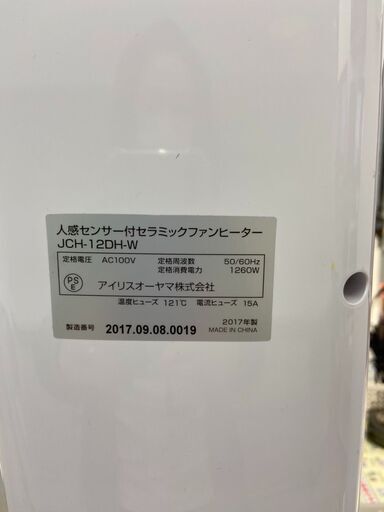 人感センサー付セラミックファンヒーター
JCH-12DH-W
定格電圧 AC100V 定格周波数 50/60Hz
定格消費電力 1260W
PS
E
アイリスオーヤマ株式会社
温度ヒューズ 121℃ 電流ヒューズ 15A
2017年製
製造番号 2017.09.08.0019 MADE IN CHINA